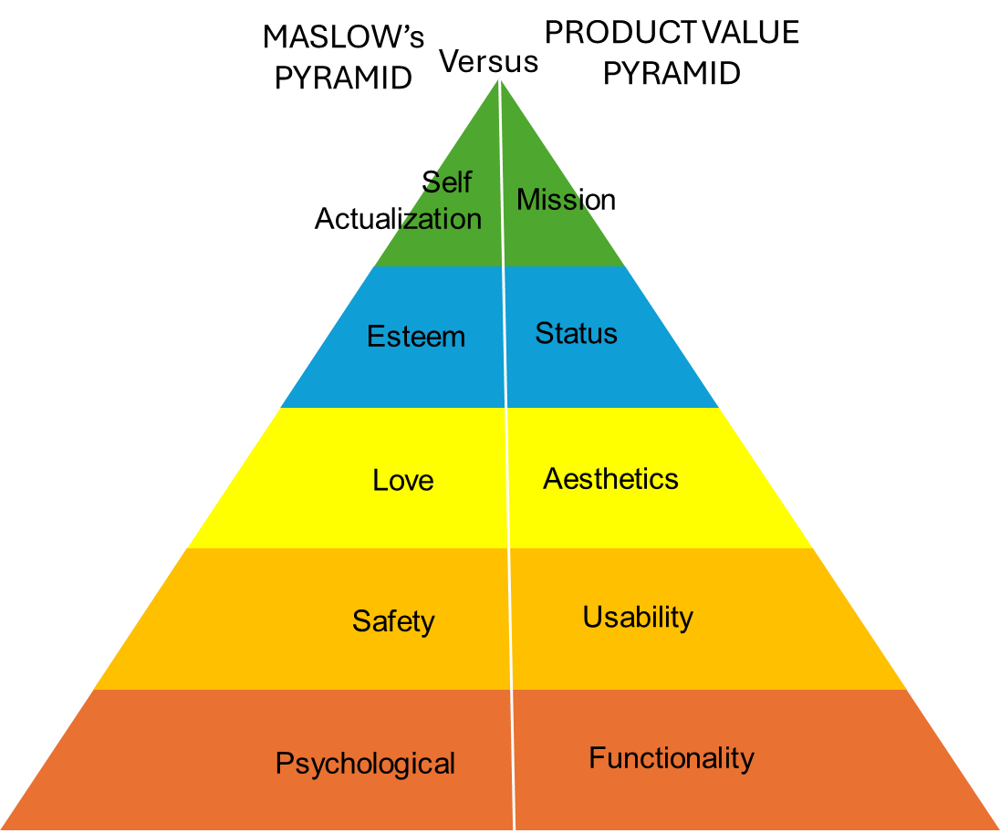 MASLOW's
PYRAMID
Versus
PRODUCT VALUE
PYRAMID
Self
Actualization
Mission
Esteem
Status
Love
Aesthetics
Safety
Usability
Psychological
Functionality